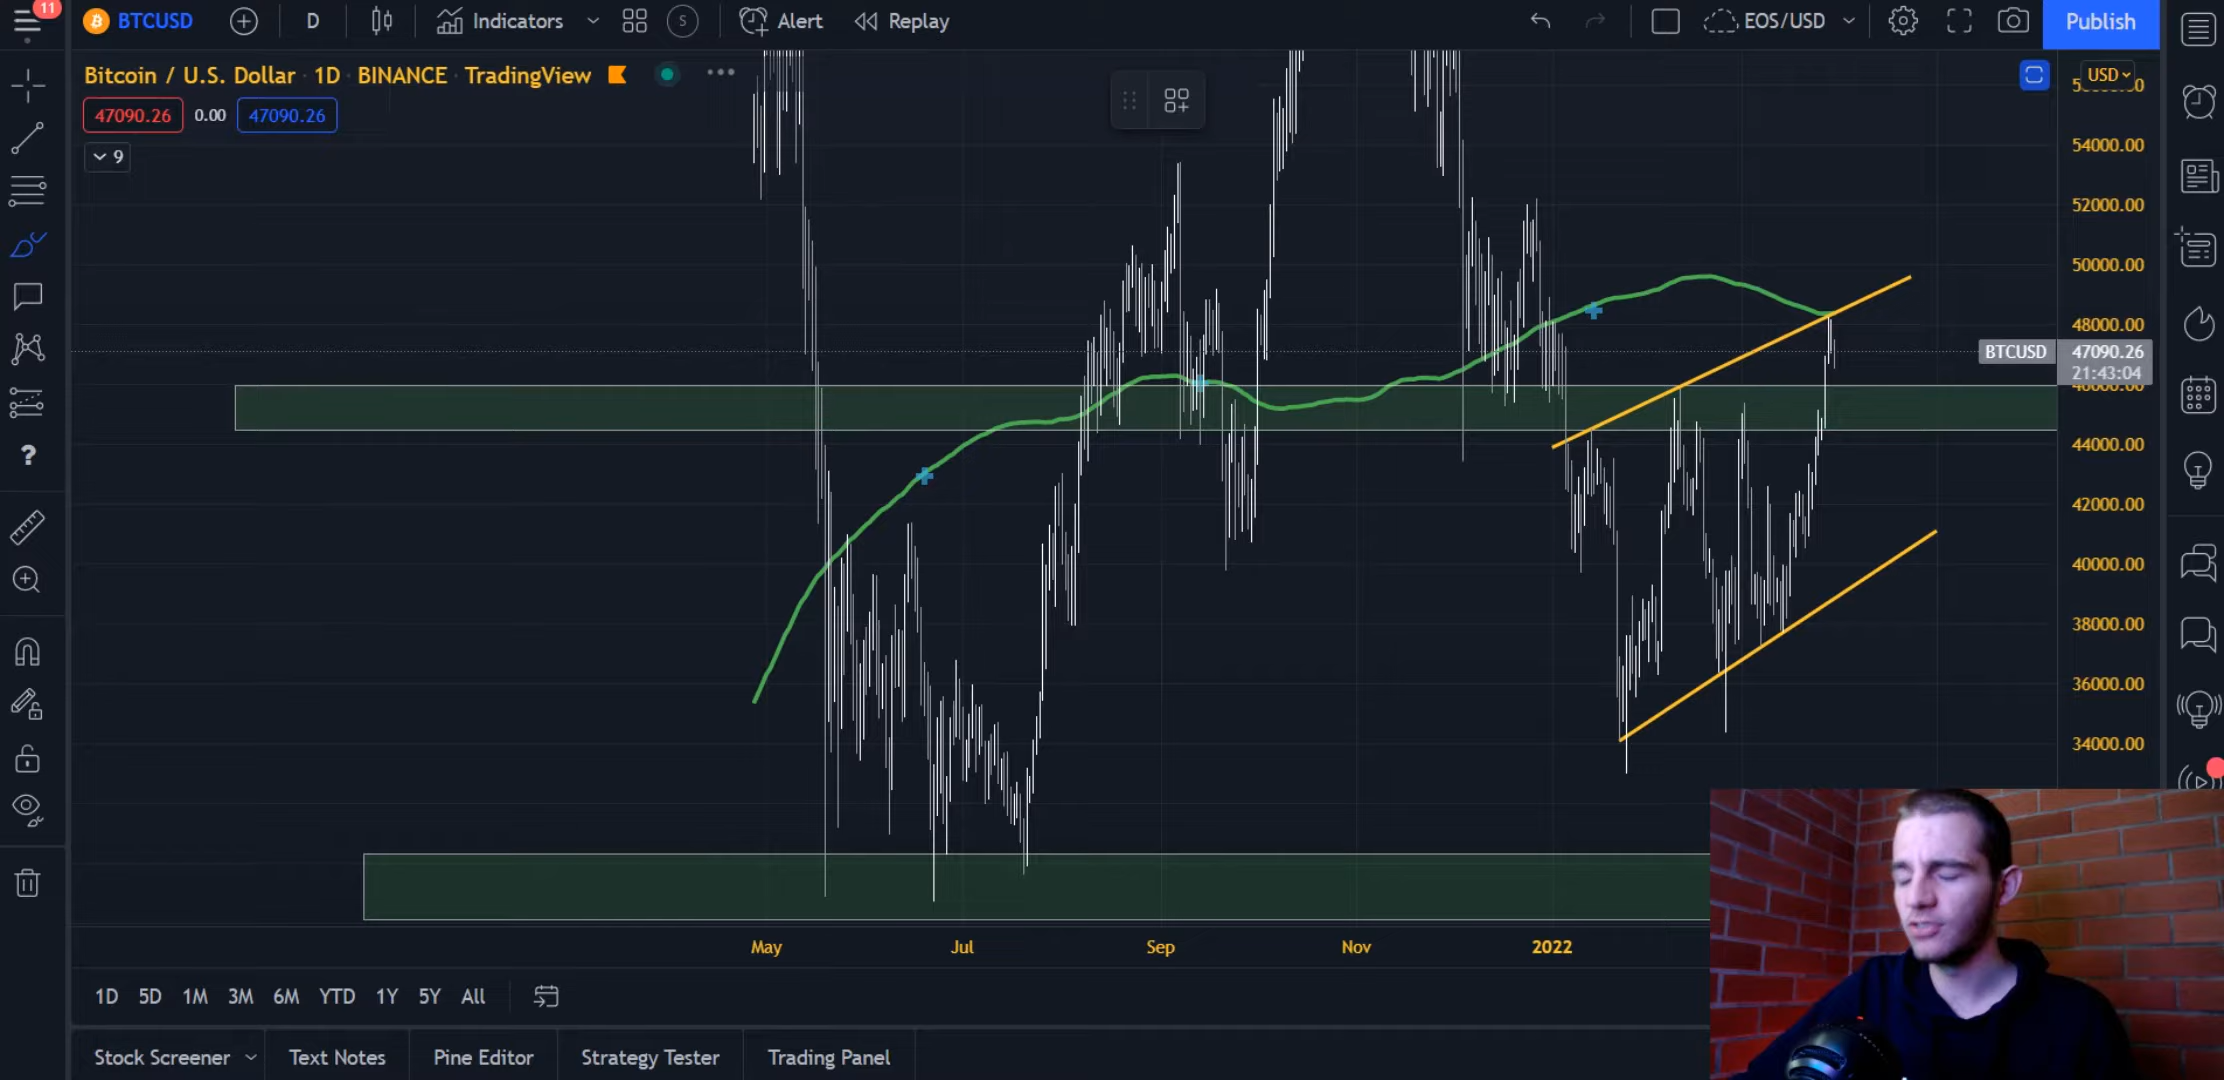 11
BTCUSD
D
Indicators
S
Alert
Replay
EOS/USD
Publish
Bitcoin / U.S. Dollar · 1D · BINANCE · TradingView
USD
47090.26 0.00 47090.26
9
54000.00
52000.00
50000.00
48000.00
BTCUSD 47090.26
21:43:04
44000.00
42000.00
40000.00
38000.00
36000.00
34000.00
May Jul Sep Nov 2022
1D 5D 1M 3M 6M YTD 1Y 5Y All
Stock Screener Text Notes Pine Editor Strategy Tester Trading Panel